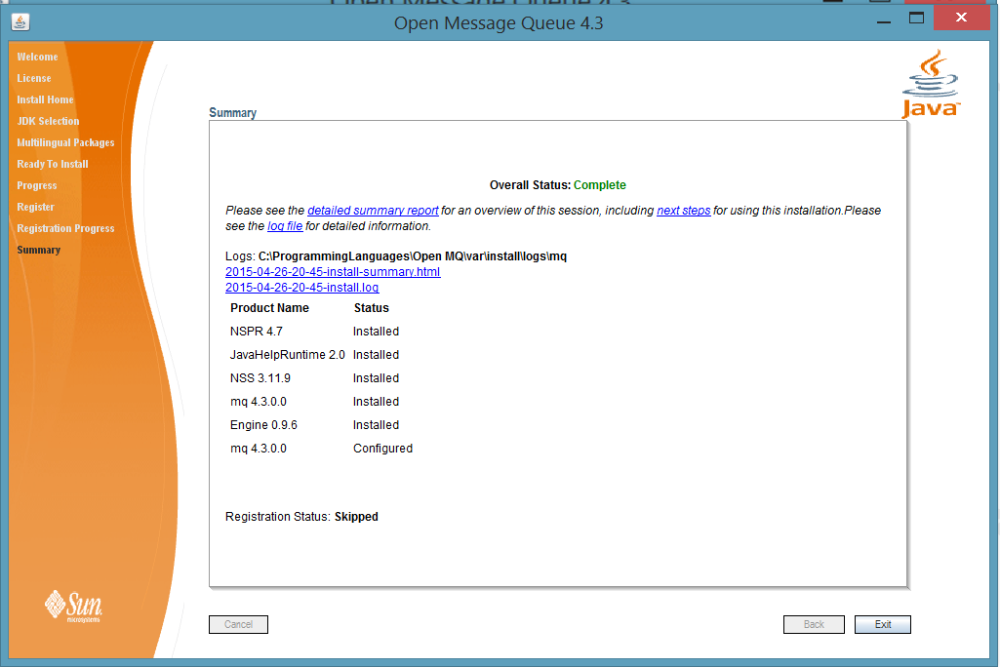 Open Message Queue 4.3
Welcome
License
Install Home
JDK Selection
Multilingual Packages
Ready To Install
Progress
Register
Registration Progress
Summary
Java™
Summary
Overall Status: Complete
Please see the detailed summary report for an overview of this session, including next steps for using this installation.Please
see the log file for detailed information.
Logs: C:\ProgrammingLanguages\Open MQ\var\install\logs\mq
2015-04-26-20-45-install-summary.html
2015-04-26-20-45-install.log
Product Name Status
NSPR 4.7 Installed
JavaHelpRuntime 2.0 Installed
NSS 3.11.9 Installed
mq 4.3.0.0 Installed
Engine 0.9.6 Installed
mq 4.3.0.0 Configured
Registration Status: Skipped
Sun
microsystems
Cancel Back Exit